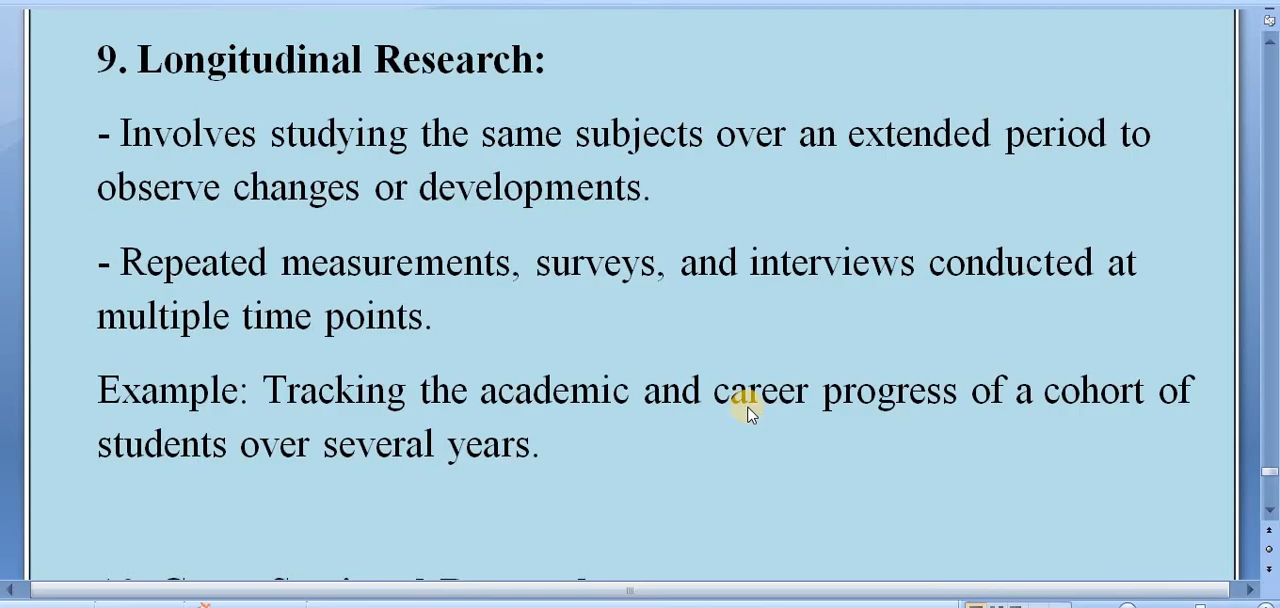 9. Longitudinal Research:
- Involves studying the same subjects over an extended period to
observe changes or developments.
- Repeated measurements, surveys, and interviews conducted at
multiple time points.
Example: Tracking the academic and career progress of a cohort of
students over several years.